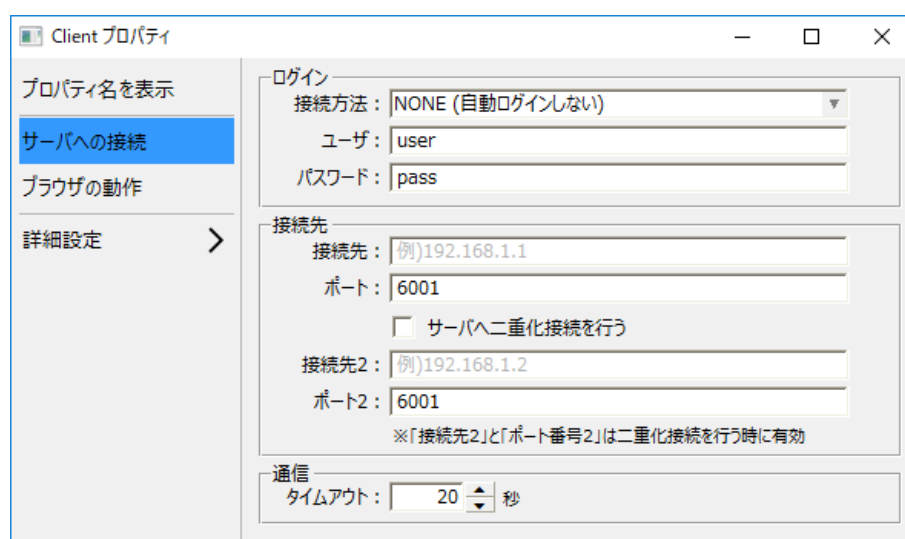 Client プロパティ
プロパティ名を表示
サーバへの接続
ブラウザの動作
詳細設定
ログイン
接続方法： NONE (自動ログインしない)
ユーザ： user
パスワード： pass
接続先
接続先： 例)192.168.1.1
ポート： 6001
サーバへ二重化接続を行う
接続先2： 例)192.168.1.2
ポート2： 6001
※「接続先2」と「ポート番号2」は二重化接続を行う時に有効
通信
タイムアウト： 20 秒